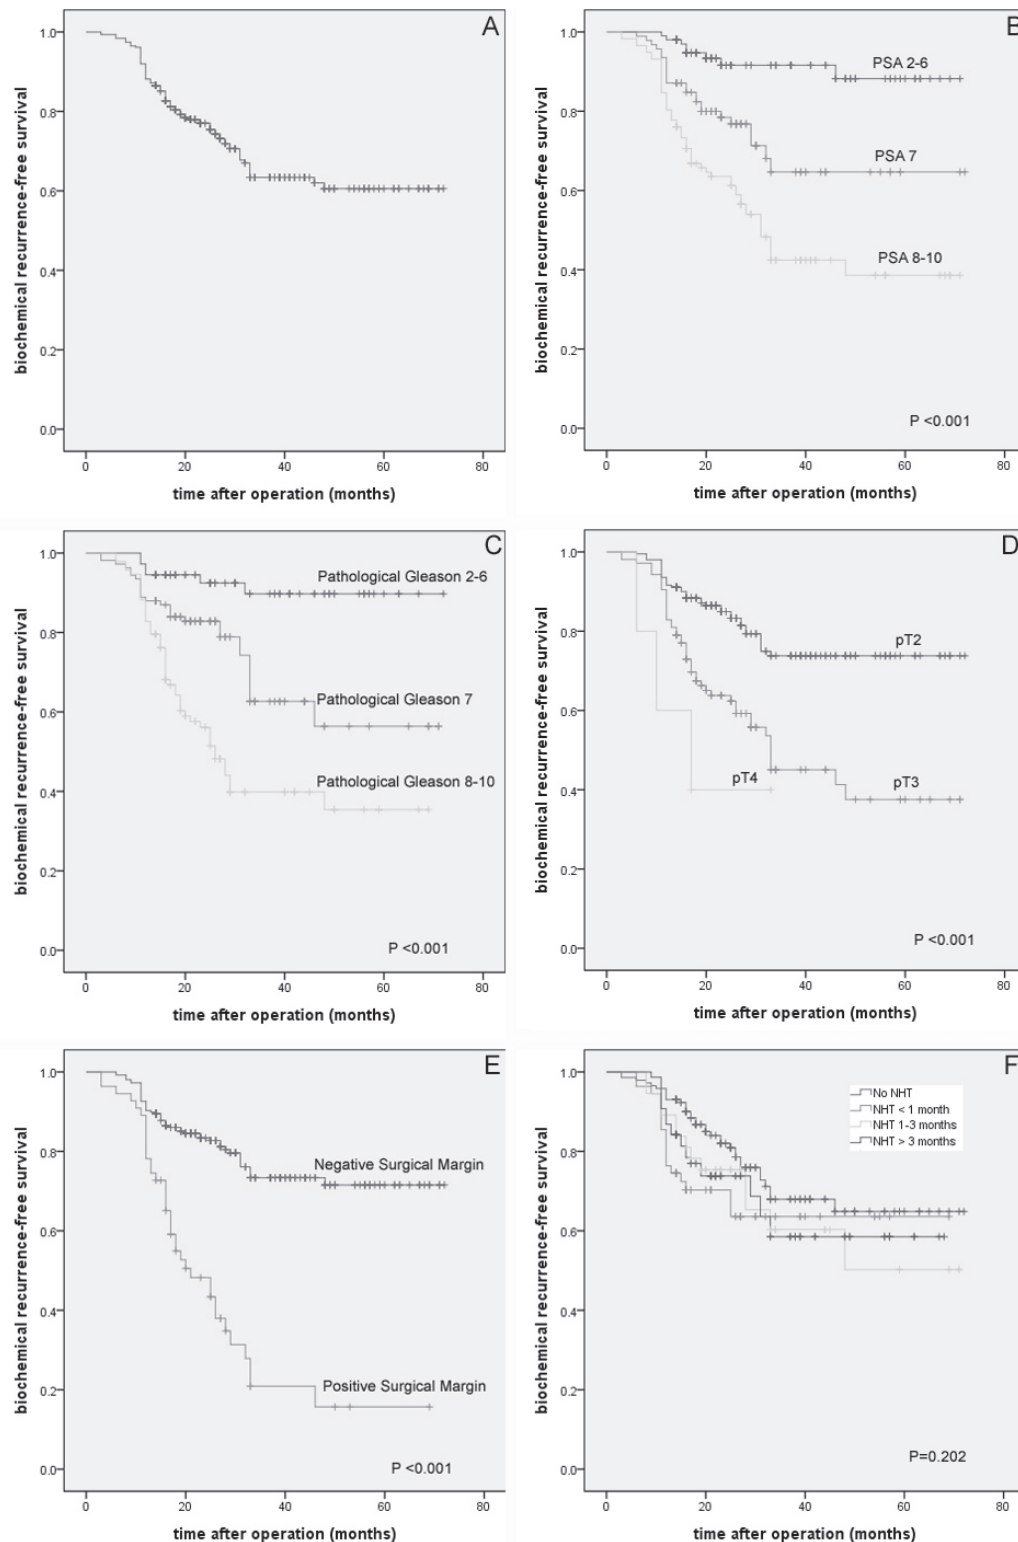 A
1.0
0.8
0.6
0.4
0.2
0.0
biochemical recurrence-free survival
0 20 40 60 80
time after operation (months)
B
1.0
0.8
0.6
0.4
0.2
0.0
biochemical recurrence-free survival
PSA 2-6
PSA 7
PSA 8-10
P <0.001
0 20 40 60 80
time after operation (months)
C
1.0
0.8
0.6
0.4
0.2
0.0
biochemical recurrence-free survival
Pathological Gleason 2-6
Pathological Gleason 7
Pathological Gleason 8-10
P <0.001
0 20 40 60 80
time after operation (months)
D
1.0
0.8
0.6
0.4
0.2
0.0
biochemical recurrence-free survival
pT2
pT4
pT3
P <0.001
0 20 40 60 80
time after operation (months)
E
1.0
0.8
0.6
0.4
0.2
0.0
biochemical recurrence-free survival
Negative Surgical Margin
Positive Surgical Margin
P <0.001
0 20 40 60 80
time after operation (months)
F
1.0
0.8
0.6
0.4
0.2
0.0
biochemical recurrence-free survival
No NHT
NHT < 1 month
NHT 1-3 months
NHT > 3 months
P=0.202
0 20 40 60 80
time after operation (months)